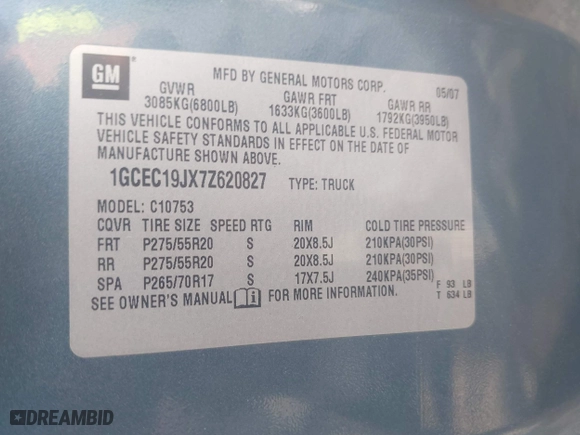 GM
MFD BY GENERAL MOTORS CORP. 05/07
GVWR GAWR FRT GAWR RR
3085KG(6800LB) 1633KG(3600LB) 1792KG(3950LB)
THIS VEHICLE CONFORMS TO ALL APPLICABLE U.S. FEDERAL MOTOR
VEHICLE SAFETY STANDARDS IN EFFECT ON THE DATE OF
MANUFACTURE SHOWN ABOVE.
1GCEC19JX7Z620827 TYPE: TRUCK
MODEL: C10753
CQVR TIRE SIZE SPEED RTG RIM COLD TIRE PRESSURE
FRT P275/55R20 S 20X8.5J 210KPA(30PSI)
RR P275/55R20 S 20X8.5J 210KPA(30PSI)
SPA P265/70R17 S 17X7.5J 240KPA(35PSI)
SEE OWNER'S MANUAL FOR MORE INFORMATION.
F 93 LB
T 634 LB
DREAMBID